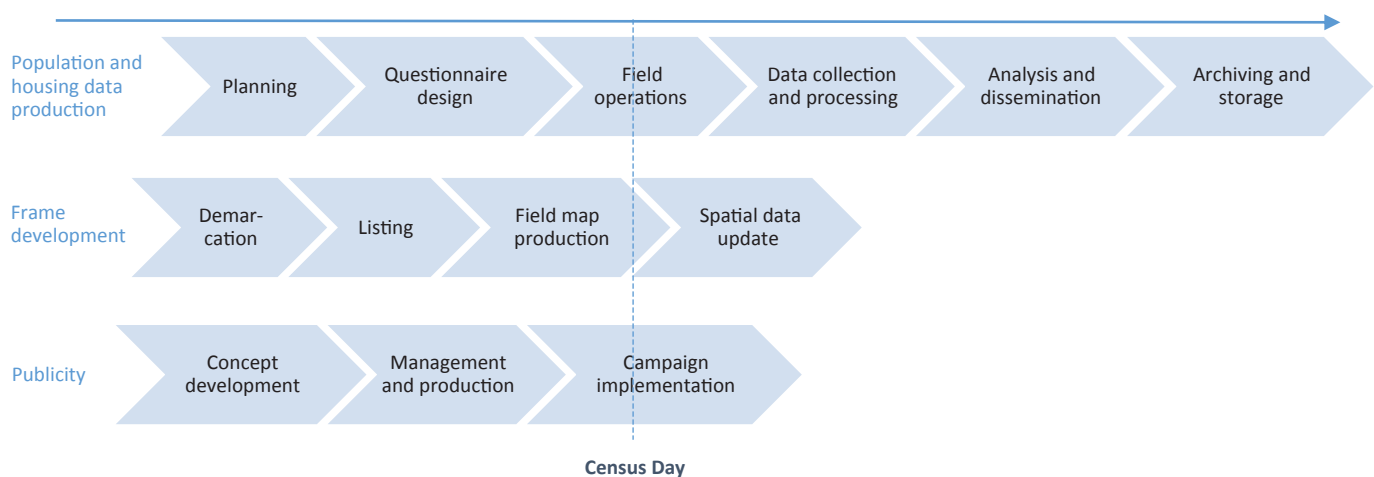 Population and
housing data
production
Planning
Questionnaire
design
Field
operations
Data collection
and processing
Analysis and
dissemination
Archiving and
storage
Frame
development
Demar-
cation
Listing
Field map
production
Spatial data
update
Publicity
Concept
development
Management
and production
Campaign
implementation
Census Day